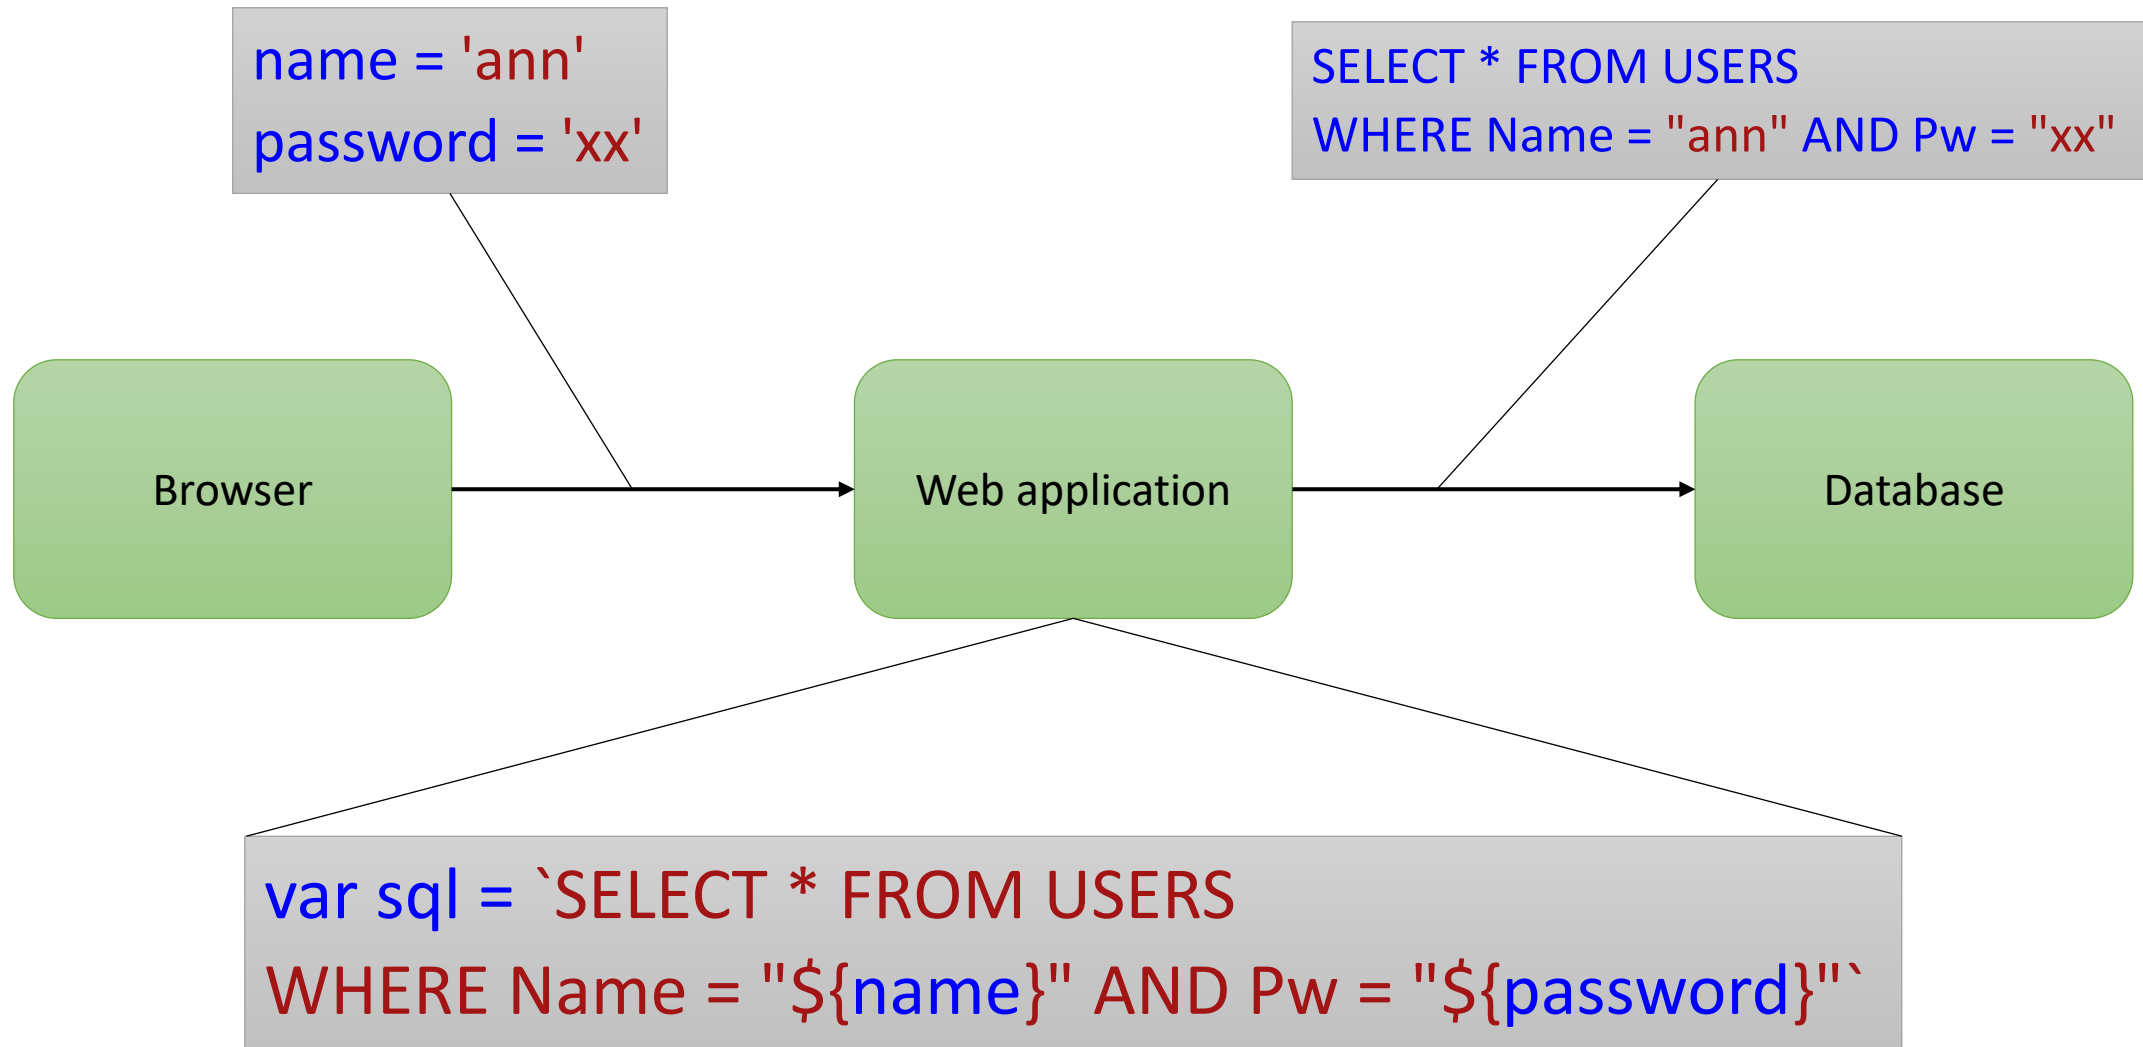 name = 'ann'
password = 'xx'
SELECT * FROM USERS
WHERE Name = "ann" AND Pw = "xx"
Browser
Web application
Database
var sql = `SELECT * FROM USERS
WHERE Name = "${name}" AND Pw = "${password}"`